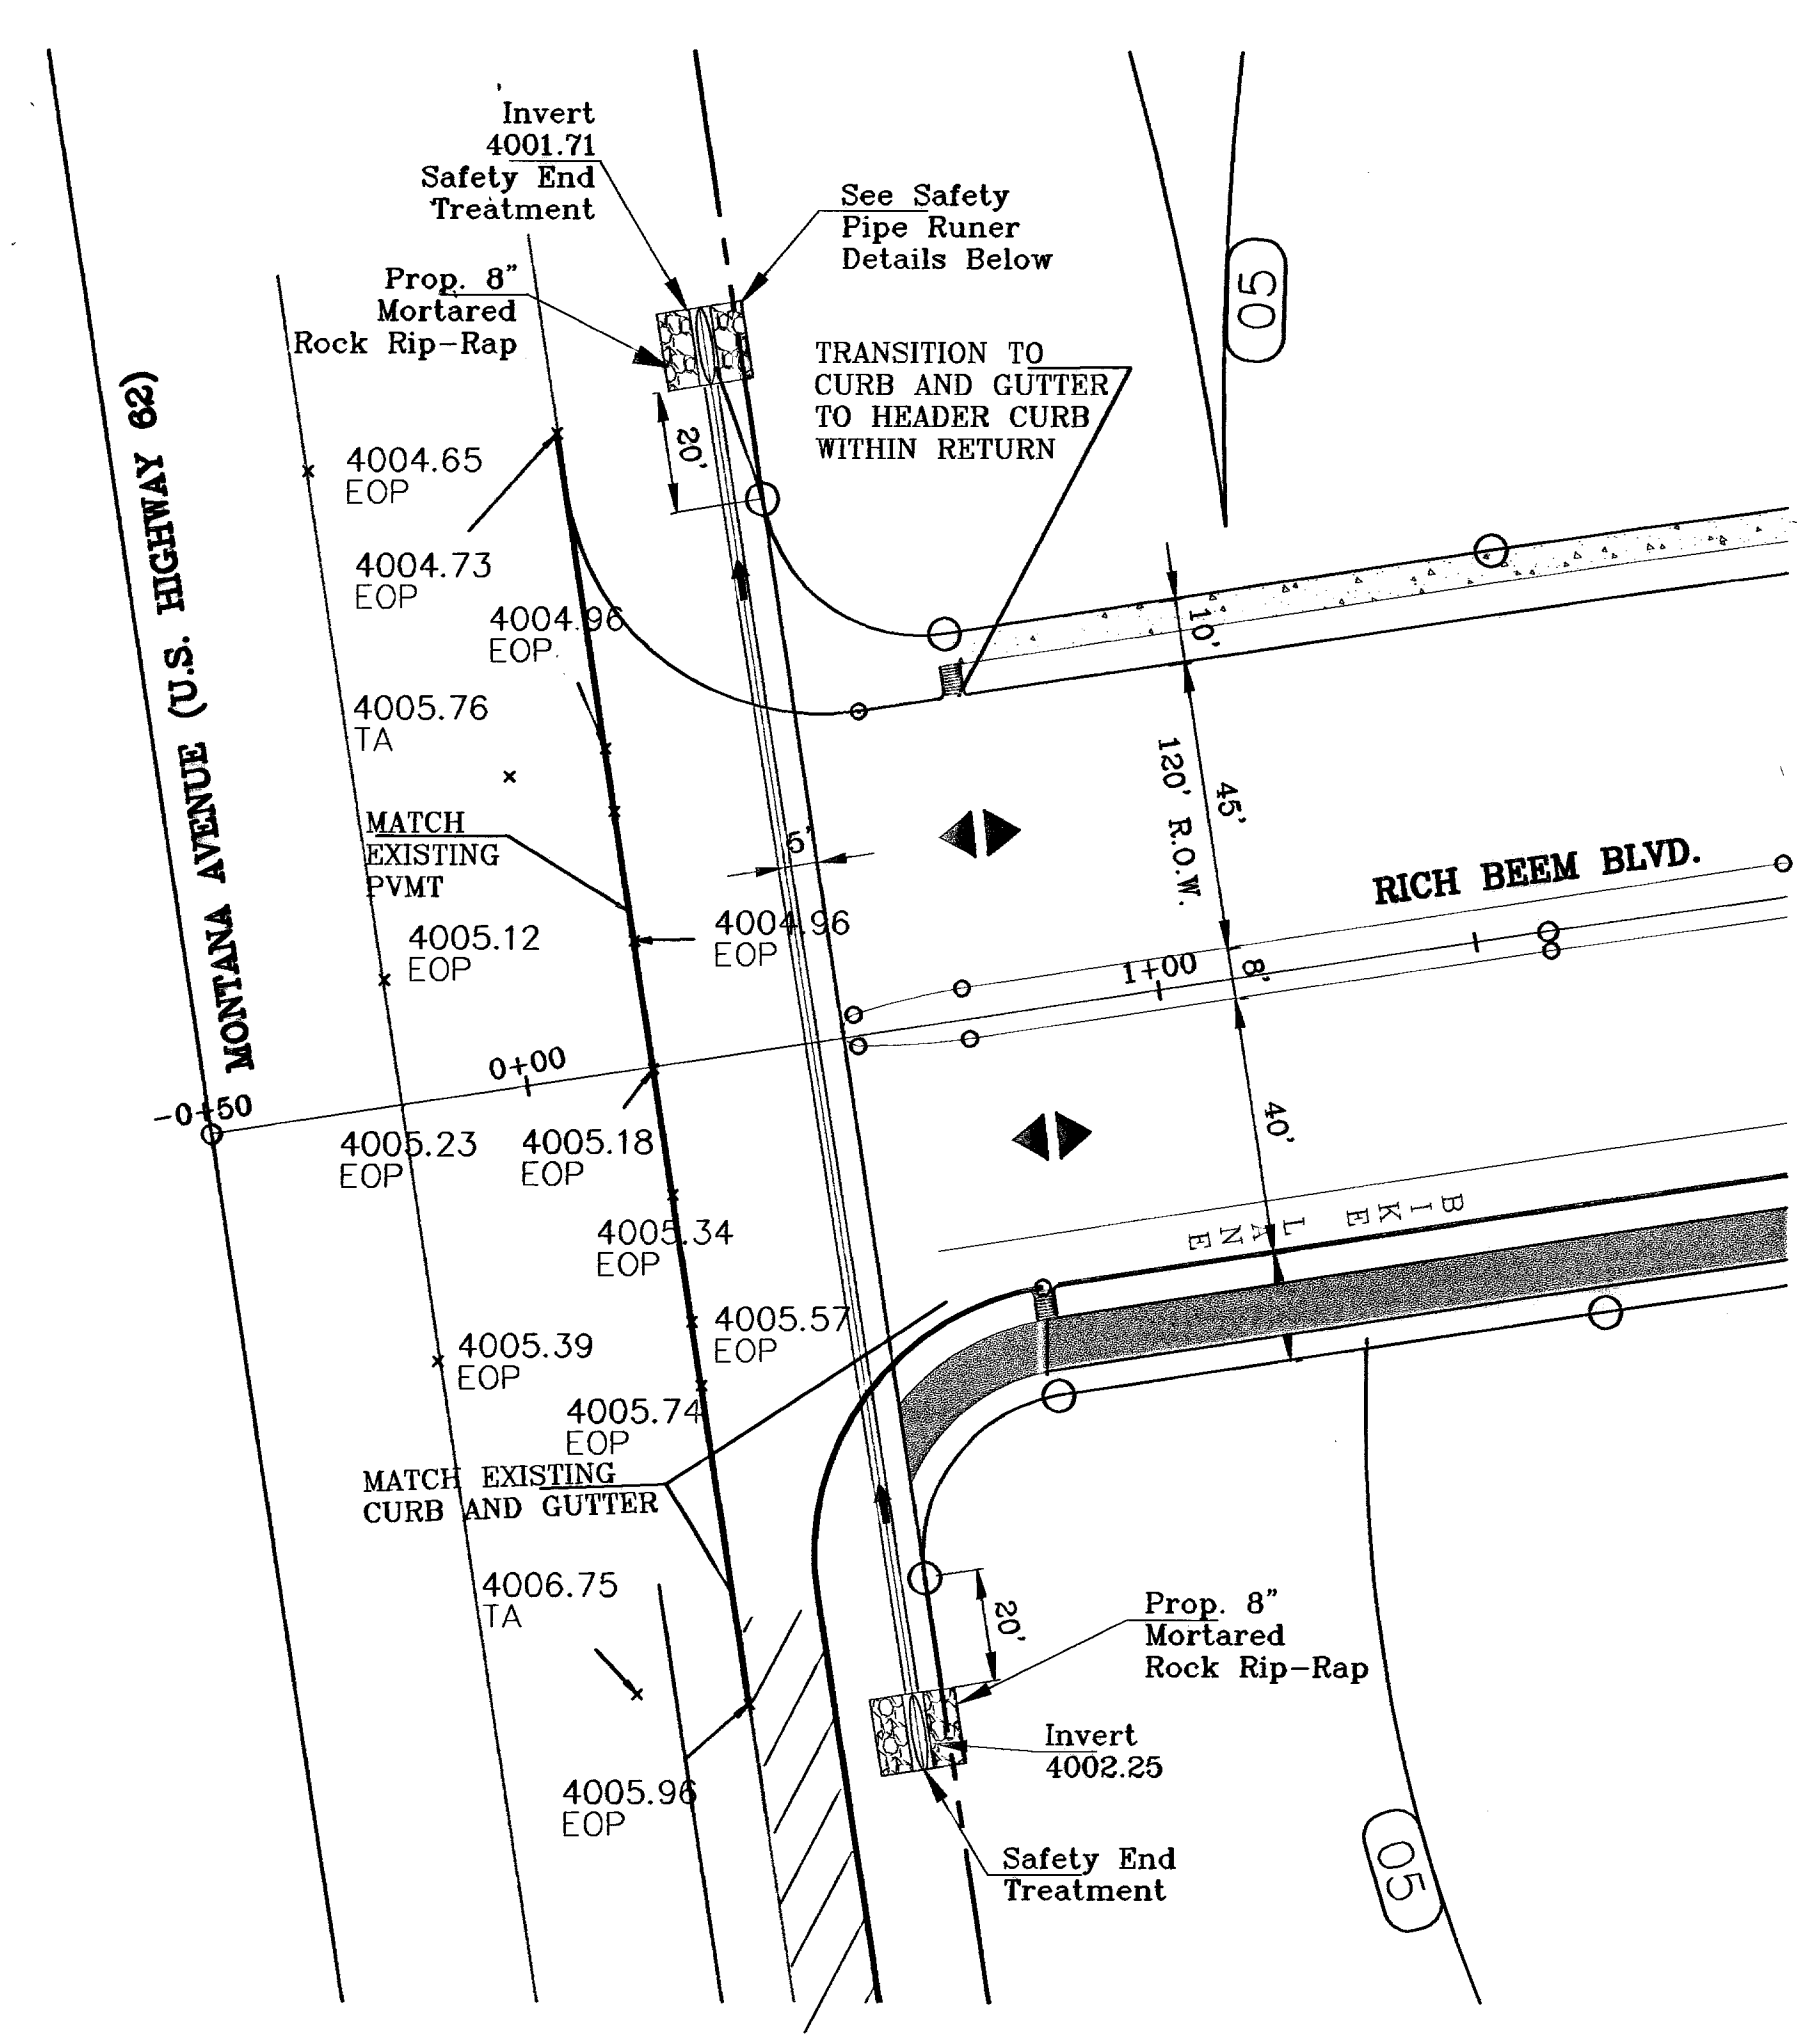 Invert
4001.71
Safety End
Treatment
See Safety
Pipe Runer
Details Below
Prop. 8"
Mortared
Rock Rip-Rap
TRANSITION TO
CURB AND GUTTER
TO HEADER CURB
WITHIN RETURN
05
20'
4004.65
EOP
4004.73
EOP
4004.96
EOP
10'
4005.76
TA
MONTANA AVENUE (U.S. HIGHWAY 62)
120' R.O.W.
45'
MATCH
EXISTING
PVMT
5'
RICH BEEM BLVD.
4005.12
EOP
4004.96
EOP
1+00
8'
0+00
-0+50
40'
4005.23
EOP
4005.18
EOP
BIKE
LANE
4005.34
EOP
4005.57
EOP
4005.39
EOP
4005.74
EOP
MATCH EXISTING
CURB AND GUTTER
4006.75
TA
20'
Prop. 8"
Mortared
Rock Rip-Rap
Invert
4002.25
4005.96
EOP
Safety End
Treatment
05